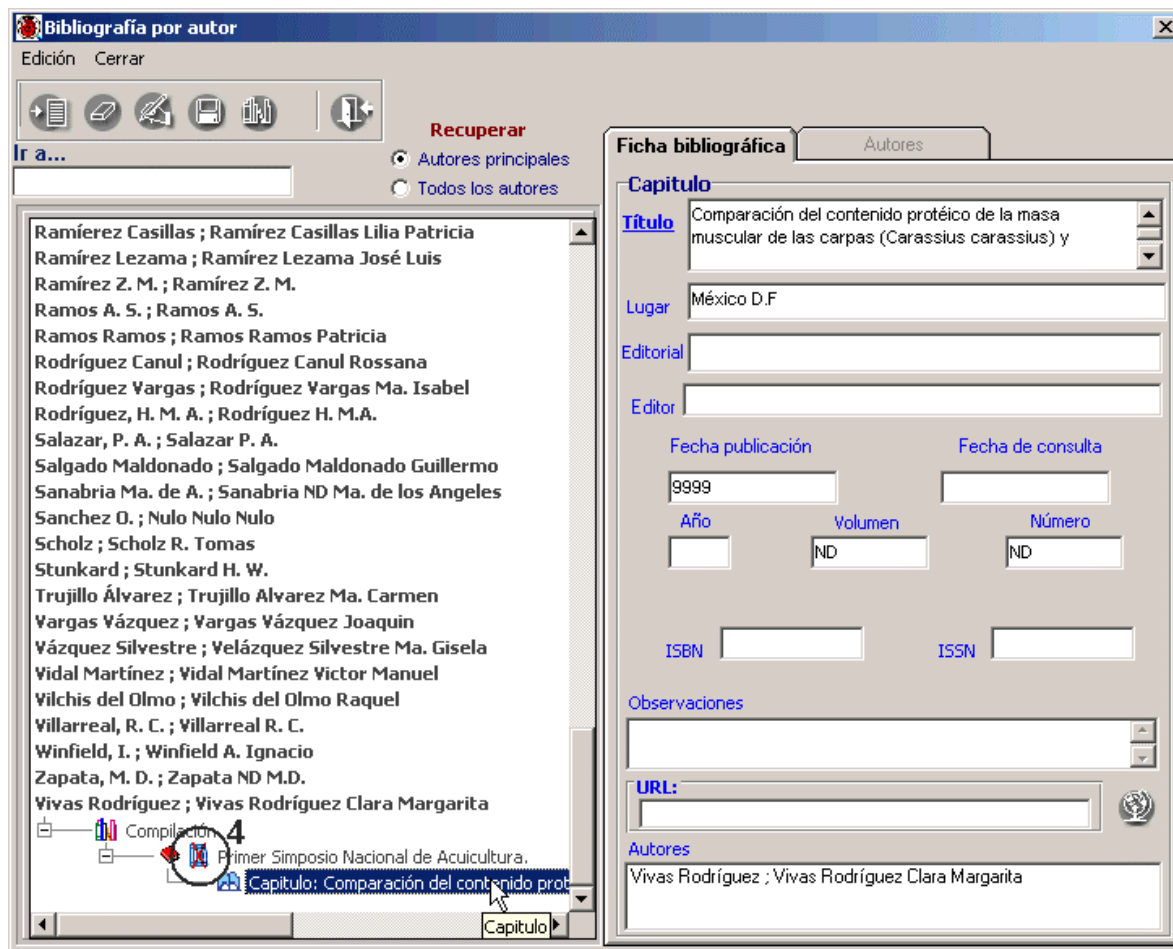 Bibliografía por autor
Edición Cerrar
Recuperar
Ir a...
Autores principales
Todos los autores
Ramíerez Casillas ; Ramírez Casillas Lilia Patricia
Ramírez Lezama ; Ramírez Lezama José Luis
Ramírez Z. M. ; Ramírez Z. M.
Ramos A. S. ; Ramos A. S.
Ramos Ramos ; Ramos Ramos Patricia
Rodríguez Canul ; Rodríguez Canul Rossana
Rodríguez Vargas ; Rodríguez Vargas Ma. Isabel
Rodríguez, H. M. A. ; Rodríguez H. M.A.
Salazar, P. A. ; Salazar P. A.
Salgado Maldonado ; Salgado Maldonado Guillermo
Sanabria Ma. de A. ; Sanabria ND Ma. de los Angeles
Sanchez O. ; Nulo Nulo Nulo
Scholz ; Scholz R. Tomas
Stunkard ; Stunkard H. W.
Trujillo Álvarez ; Trujillo Alvarez Ma. Carmen
Vargas Vázquez ; Vargas Vázquez Joaquin
Vázquez Silvestre ; Velázquez Silvestre Ma. Gisela
Vidal Martínez ; Vidal Martínez Victor Manuel
Vilchis del Olmo ; Vilchis del Olmo Raquel
Villarreal, R. C. ; Villarreal R. C.
Winfield, I. ; Winfield A. Ignacio
Zapata, M. D. ; Zapata ND M.D.
Vivas Rodríguez ; Vivas Rodríguez Clara Margarita
Compilación 4
Primer Simposio Nacional de Acuicultura.
Capitulo: Comparación del contenido prot
Capitulo
Ficha bibliográfica Autores
Capitulo
Título Comparación del contenido protéico de la masa
muscular de las carpas (Carassius carassius) y
Lugar México D.F
Editorial
Editor
Fecha publicación Fecha de consulta
9999
Año Volumen Número
ND ND
ISBN ISSN
Observaciones
URL:
Autores
Vivas Rodríguez ; Vivas Rodríguez Clara Margarita